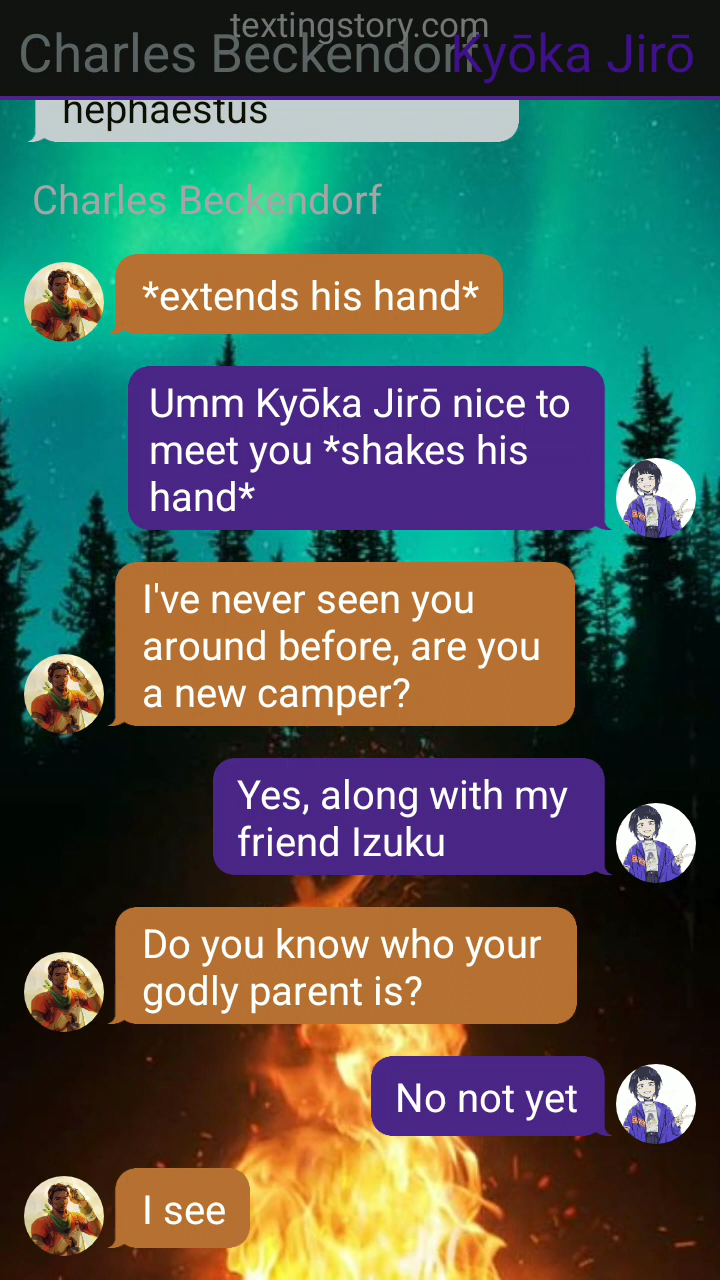 textingstory.com
Charles Beckendorf
Kyōka Jirō
hephaestus
Charles Beckendorf
*extends his hand*
Umm Kyōka Jirō nice to
meet you *shakes his
hand*
I've never seen you
around before, are you
a new camper?
Yes, along with my
friend Izuku
Do you know who your
godly parent is?
No not yet
I see